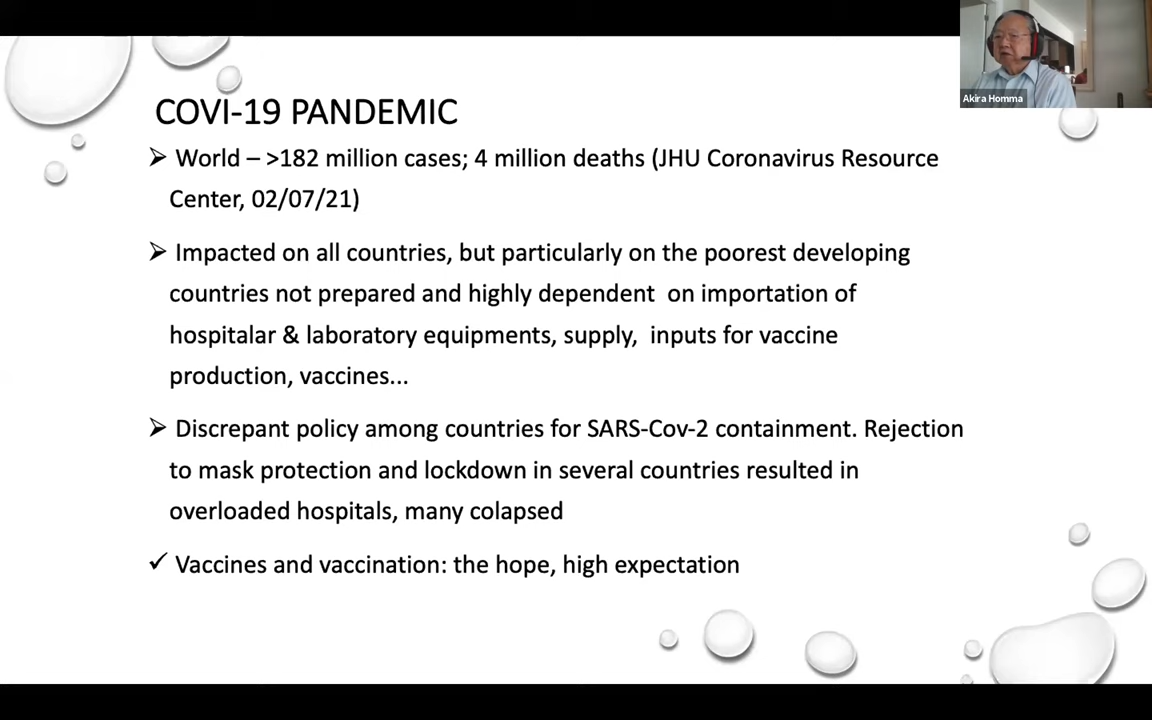 Akira Homma
COVI-19 PANDEMIC
➢ World – >182 million cases; 4 million deaths (JHU Coronavirus Resource
Center, 02/07/21)
➢ Impacted on all countries, but particularly on the poorest developing
countries not prepared and highly dependent  on importation of
hospitalar & laboratory equipments, supply,  inputs for vaccine
production, vaccines...
➢ Discrepant policy among countries for SARS-Cov-2 containment. Rejection
to mask protection and lockdown in several countries resulted in
overloaded hospitals, many colapsed
✓ Vaccines and vaccination: the hope, high expectation